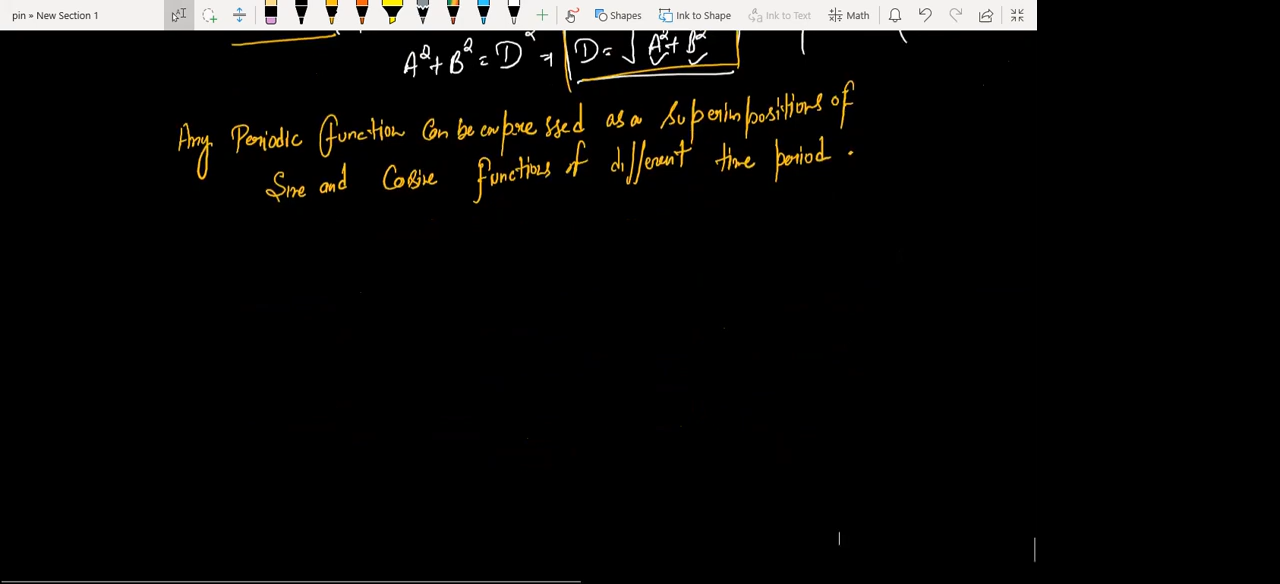 pin » New Section 1
Shapes
Ink to Shape
Ink to Text
Math
A²+B²=D² ⇒ D=√A²+B²
Any Periodic function Can be expressed as a Superimpositions of
Sine and Cosine functions of different time period.